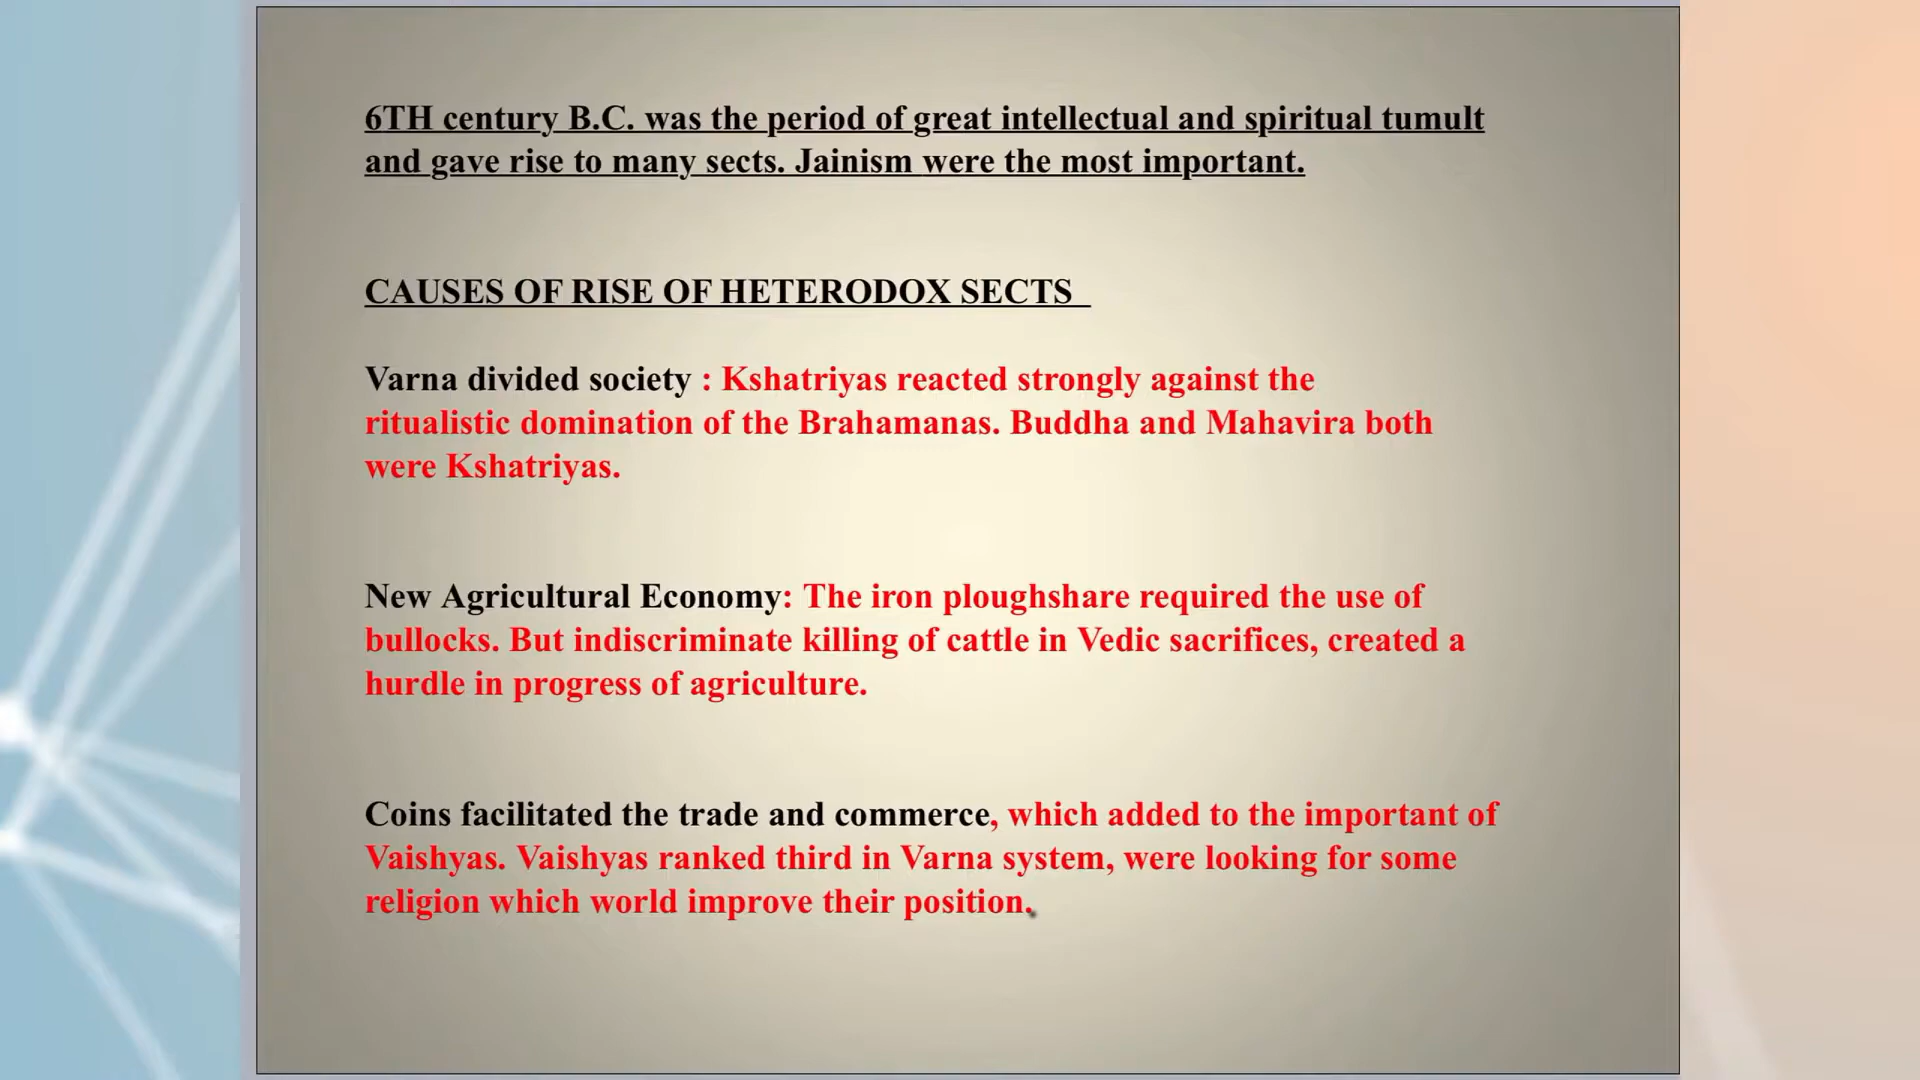 6TH century B.C. was the period of great intellectual and spiritual tumult
and gave rise to many sects. Jainism were the most important.
CAUSES OF RISE OF HETERODOX SECTS
Varna divided society : Kshatriyas reacted strongly against the
ritualistic domination of the Brahamanas. Buddha and Mahavira both
were Kshatriyas.
New Agricultural Economy: The iron ploughshare required the use of
bullocks. But indiscriminate killing of cattle in Vedic sacrifices, created a
hurdle in progress of agriculture.
Coins facilitated the trade and commerce, which added to the important of
Vaishyas. Vaishyas ranked third in Varna system, were looking for some
religion which world improve their position.